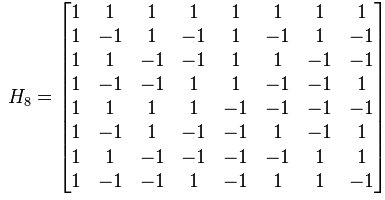 1 1 1 1 1 1 1 1
1 −1 1 −1 1 −1 1 −1
1 1 −1 −1 1 1 −1 −1
H8 = 1 −1 −1 1 1 −1 −1 1
1 1 1 1 −1 −1 −1 −1
1 −1 1 −1 −1 1 −1 1
1 1 −1 −1 −1 −1 1 1
1 −1 −1 1 −1 1 1 −1